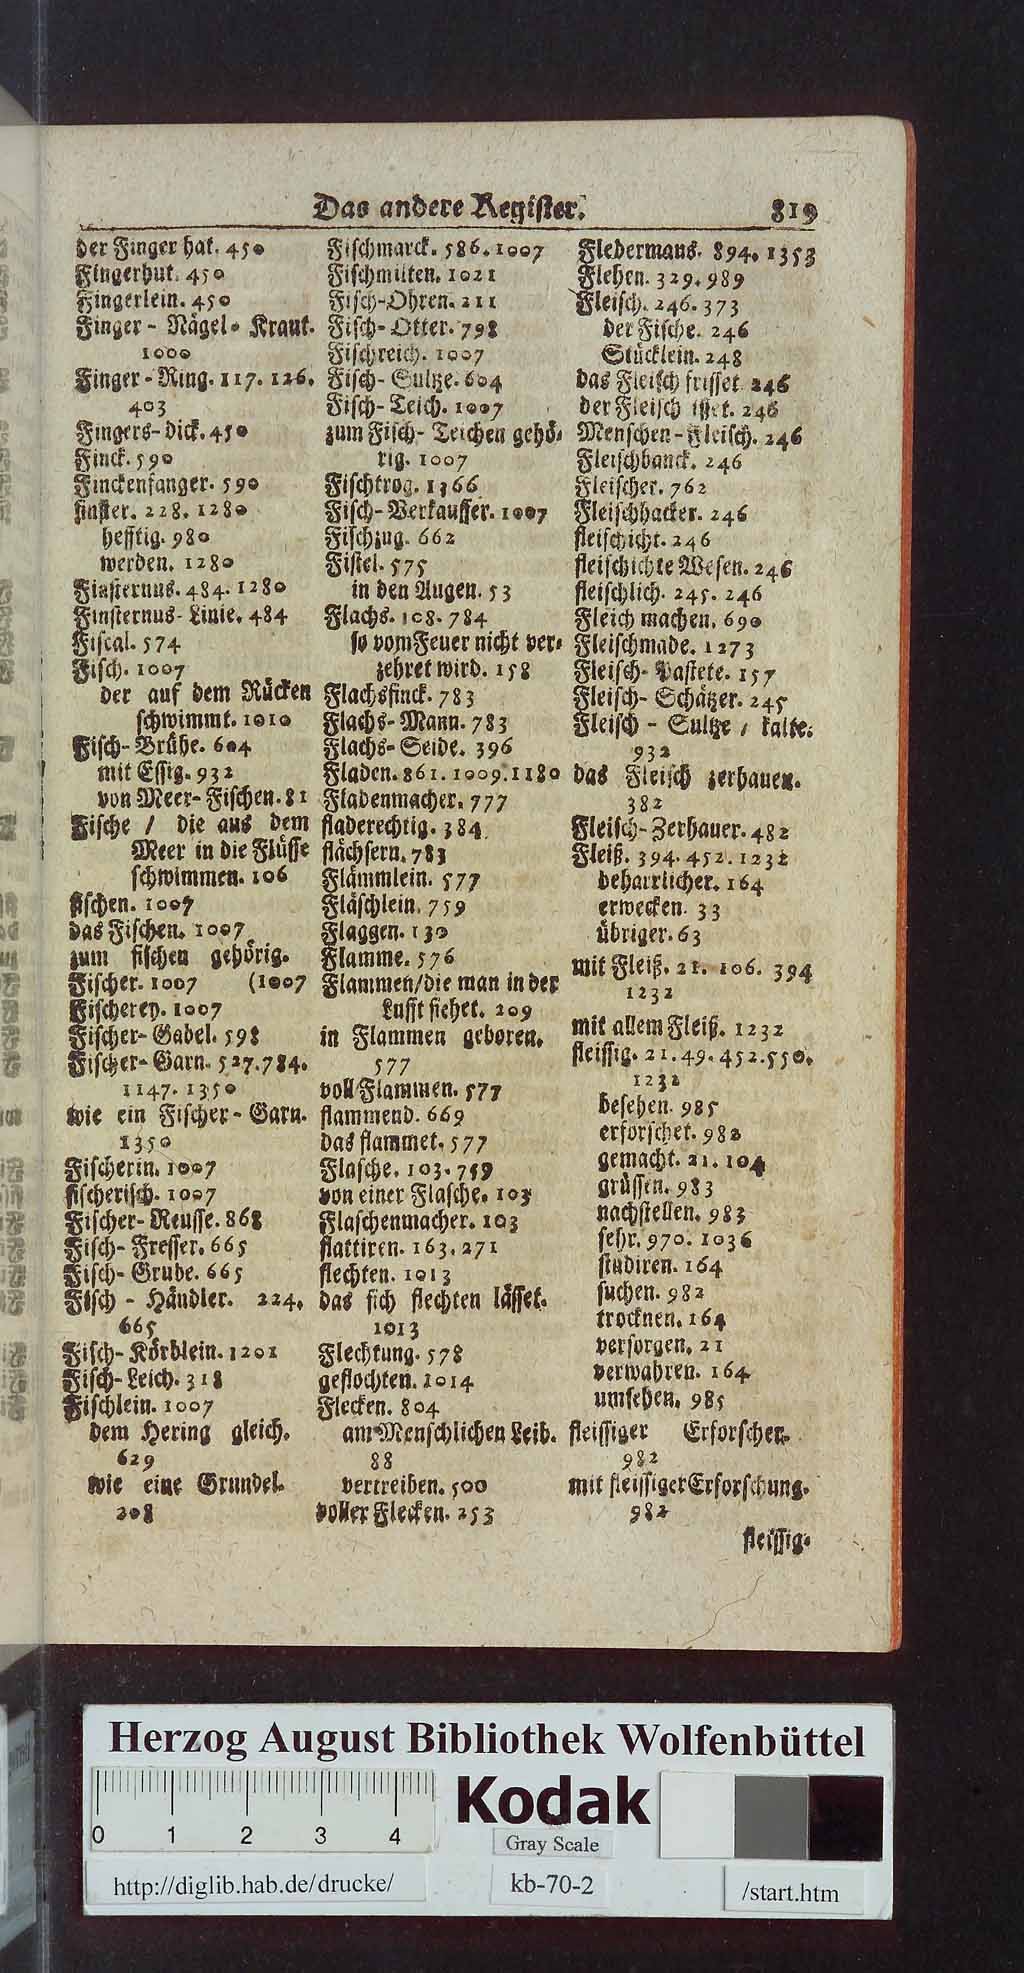 Das andere Register. 819
der Finger hat. 450
Fingerhut. 450
Fingerlein. 450
Finger-Nägel-Kraut.
1000
Finger-Ring. 117. 126.
403
Fingers-dick. 450
Finck. 590
Finckenfanger. 590
finster. 228. 1280
hefftig. 980
werden. 1280
Finsternus. 484. 1280
Finsternus-Linie. 484
Fiscal. 574
Fisch. 1007
der auf dem Rücken
schwimmt. 1010
Fisch-Brühe. 604
mit Essig. 932
von Meer-Fischen. 81
Fische / die aus dem
Meer in die Flüsse
schwimmen. 106
fischen. 1007
das Fischen. 1007
zum fischen gehörig.
Fischer. 1007 (1007
Fischerey. 1007
Fischer-Gabel. 598
Fischer-Garn. 527. 784.
1147. 1350
wie ein Fischer-Garn.
1350
Fischerin. 1007
fischerisch. 1007
Fischer-Reusse. 868
Fisch-Fresser. 665
Fisch-Grube. 665
Fisch-Händler. 224.
665
Fisch-Körblein. 1201
Fisch-Leich. 318
Fischlein. 1007
dem Hering gleich.
629
wie eine Grundel.
208
Fischmarck. 586. 1007
Fischmilten. 1021
Fisch-Ohren. 211
Fisch-Otter. 798
Fischreich. 1007
Fisch-Sultze. 604
Fisch-Teich. 1007
zum Fisch-Teichen gehö-
rig. 1007
Fischtrog. 1366
Fisch-Verkauffer. 1007
Fischzug. 662
Fistel. 575
in den Augen. 53
Flachs. 108. 784
so vom Feuer nicht ver-
zehret wird. 158
Flachsfinck. 783
Flachs-Mann. 783
Flachs-Seide. 396
Fladen. 861. 1009. 1180
Fladenmacher. 777
fladerechtig. 384
flächsern. 783
Flämmlein. 577
Fläschlein. 759
Flaggen. 130
Flamme. 576
Flammen/die man in der
Lufft siehet. 209
in Flammen geboren.
577
voll Flammen. 577
flammend. 669
das flammet. 577
Flasche. 103. 759
von einer Flasche. 103
Flaschenmacher. 103
flattiren. 163. 271
flechten. 1013
das sich flechten lässet.
1013
Flechtung. 578
geflochten. 1014
Flecken. 804
am Menschlichen Leib.
88
vertreiben. 500
voller Flecken. 253
Fledermaus. 894. 1353
Flehen. 329. 989
Fleisch. 246. 373
der Fische. 246
Stücklein. 248
das Fleisch frisset 246
der Fleisch isset. 246
Menschen-Fleisch. 246
Fleischbanck. 246
Fleischer. 762
Fleischhacker. 246
fleischicht. 246
fleischichte Wesen. 246
fleischlich. 245. 246
Fleich machen. 690
Fleischmade. 1273
Fleisch-Pastete. 157
Fleisch-Schätzer. 245
Fleisch-Sultze / kalte.
932
das Fleisch zerhauen.
382
Fleisch-Zerhauer. 482
Fleiß. 394. 452. 1232
beharrlicher. 164
erwecken. 33
übriger. 63
mit Fleiß. 21. 106. 394
1232
mit allem Fleiß. 1232
fleissig. 21. 49. 452. 550.
1232
besehen. 985
erforschet. 982
gemacht. 21. 104
grüssen. 983
nachstellen. 983
sehr. 970. 1036
studiren. 164
suchen. 982
trocknen. 164
versorgen. 21
verwahren. 164
umsehen. 985
fleissiger Erforscher.
982
mit fleissiger Erforschung.
982
fleissig-
Herzog August Bibliothek Wolfenbüttel
0 1 2 3 4
Kodak
Gray Scale
http://diglib.hab.de/drucke/
kb-70-2
/start.htm